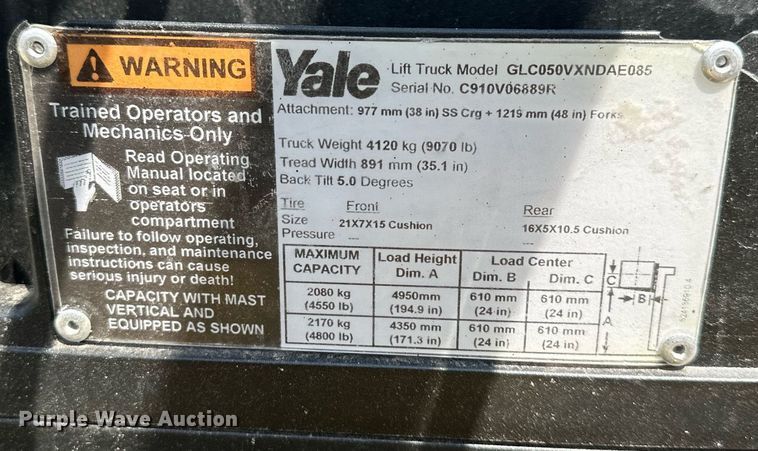 WARNING
Trained Operators and
Mechanics Only
Read Operating
Manual located
on seat or in
operators
compartment
Failure to follow operating,
inspection, and maintenance
instructions can cause
serious injury or death!
CAPACITY WITH MAST
VERTICAL AND
EQUIPPED AS SHOWN
Yale Lift Truck Model GLC050VXNDAE085
Serial No. C910V06889R
Attachment: 977 mm (38 in) SS Crg + 1219 mm (48 in) Forks
Truck Weight 4120 kg (9070 lb)
Tread Width 891 mm (35.1 in)
Back Tilt 5.0 Degrees
Tire Front Rear
Size 21X7X15 Cushion 16X5X10.5 Cushion
Pressure --- ---
MAXIMUM CAPACITY Load Height Dim. A Load Center Dim. B Dim. C
2080 kg 4950mm 610 mm 610 mm
(4550 lb) (194.9 in) (24 in) (24 in)
2170 kg 4350 mm 610 mm 610 mm
(4800 lb) (171.3 in) (24 in) (24 in)
C
B
A
Purple Wave Auction